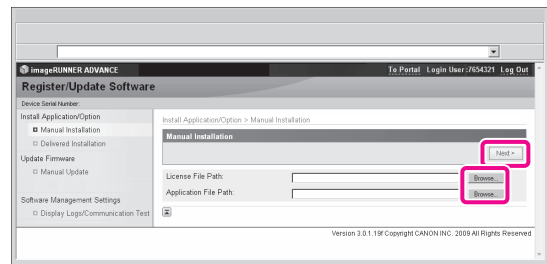 imageRUNNER ADVANCE To Portal Login User :7654321 Log Out
Register/Update Software
Device Serial Number:
Install Application/Option
Manual Installation
Delivered Installation
Update Firmware
Manual Update
Software Management Settings
Display Logs/Communication Test
Install Application/Option > Manual Installation
Manual Installation
Next >
License File Path: Browse...
Application File Path: Browse...
Version 3.0.1.19f Copyright CANON INC. 2009 All Rights Reserved